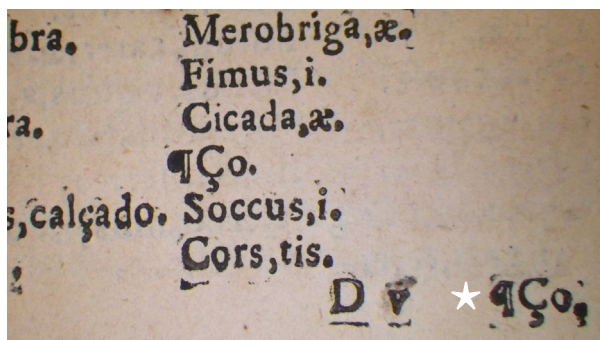 bra. Merobriga,æ.
Fimus,i.
ra. Cicada,æ.
¶Ço.
s,calçado. Soccus,i.
Cors,tis.
D v ¶Ço,